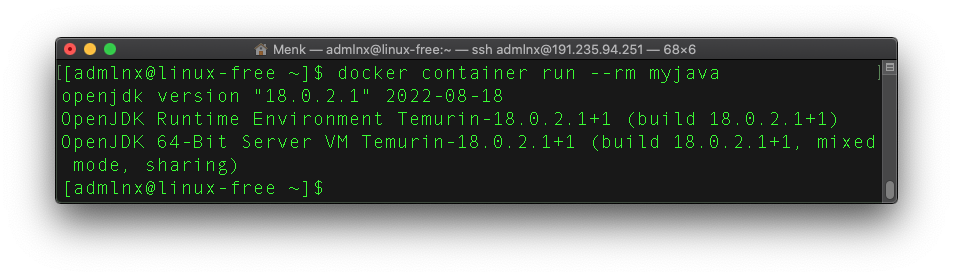 Menk — admlnx@linux-free:~ — ssh admlnx@191.235.94.251 — 68×6
[[admlnx@linux-free ~]$ docker container run --rm myjava ]
openjdk version "18.0.2.1" 2022-08-18
OpenJDK Runtime Environment Temurin-18.0.2.1+1 (build 18.0.2.1+1)
OpenJDK 64-Bit Server VM Temurin-18.0.2.1+1 (build 18.0.2.1+1, mixed
mode, sharing)
[admlnx@linux-free ~]$